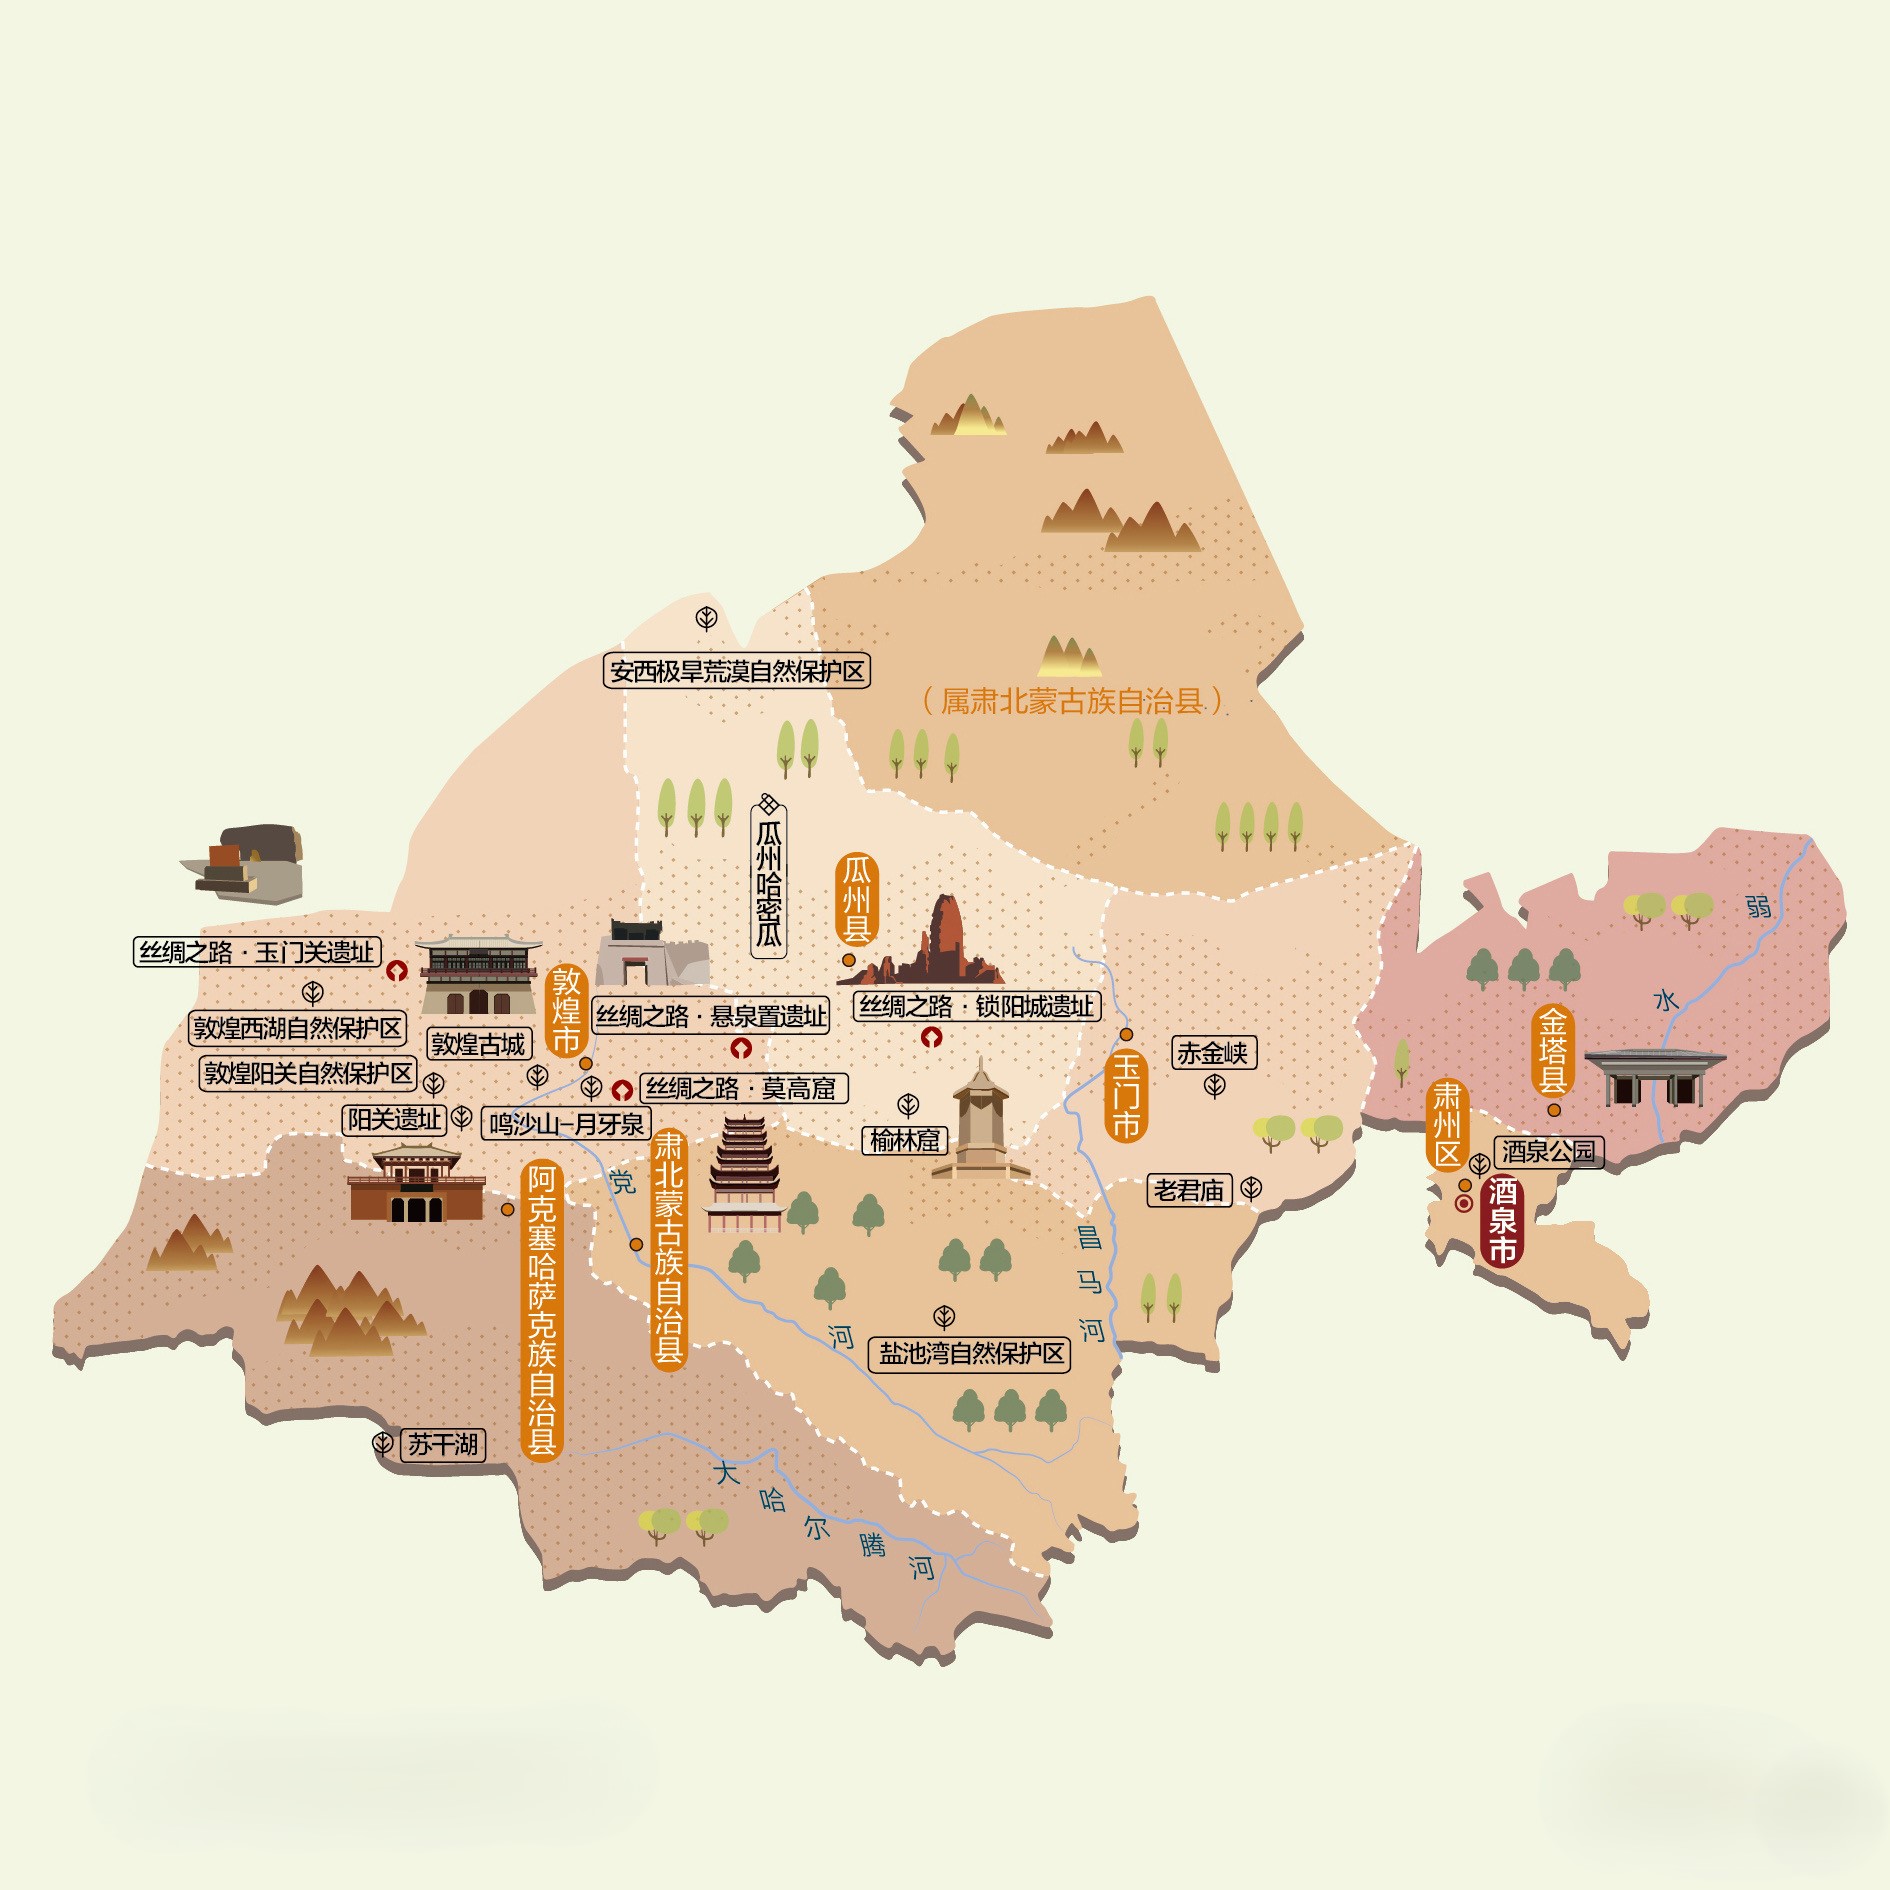 安西极旱荒漠自然保护区
（属肃北蒙古族自治县）
瓜州哈密瓜
瓜州县
弱
水
丝绸之路·玉门关遗址
敦煌市
丝绸之路·悬泉置遗址
丝绸之路·锁阳城遗址
金塔县
敦煌西湖自然保护区
敦煌古城
赤金峡
玉门市
敦煌阳关自然保护区
丝绸之路·莫高窟
肃州区
阳关遗址
鸣沙山-月牙泉
榆林窟
酒泉公园
肃北蒙古族自治县
阿克塞哈萨克族自治县
党
河
老君庙
酒泉市
昌
马
河
盐池湾自然保护区
苏干湖
大
哈
尔
腾
河